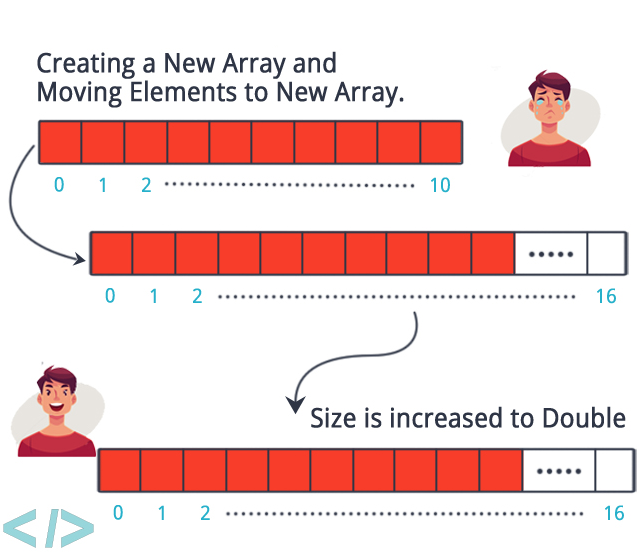 Creating a New Array and
Moving Elements to New Array.
0 1 2 ........................ 10
.....
0 1 2 ........................ 16
Size is increased to Double
.....
0 1 2 ........................ 16
</>